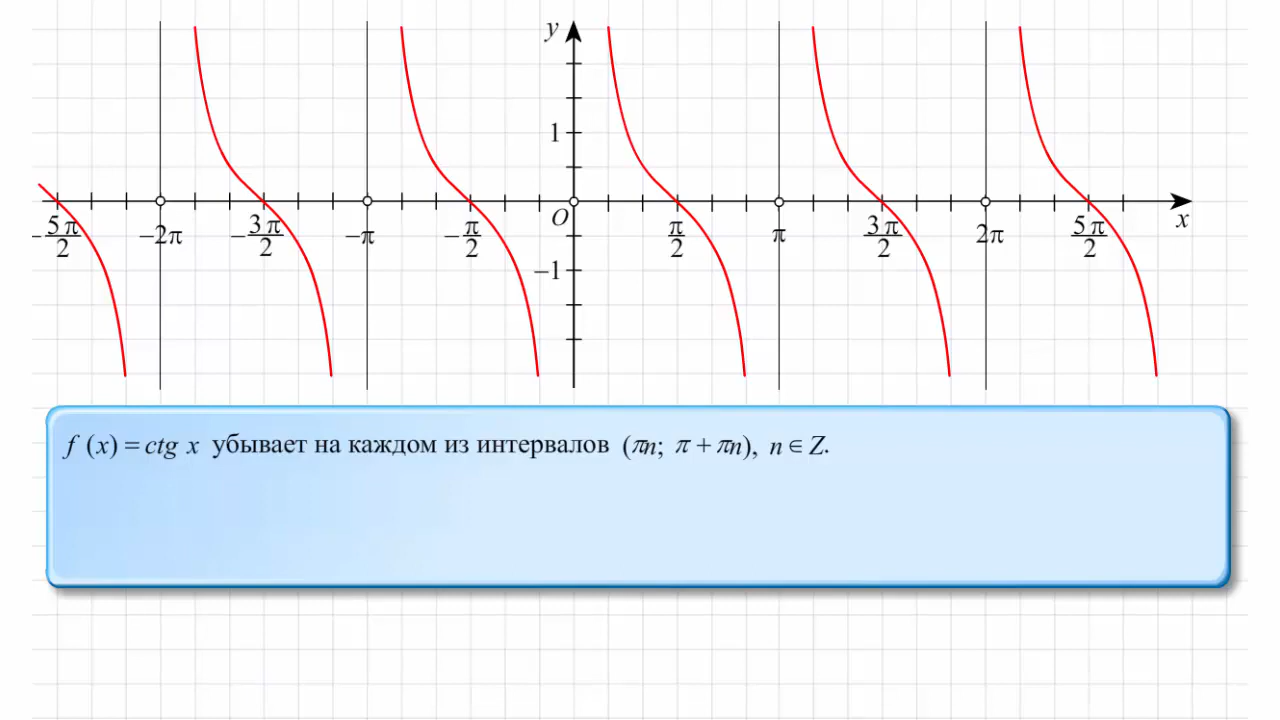 y
1
O
x
–5π/2 –2π –3π/2 –π –π/2 π/2 π 3π/2 2π 5π/2
–1
f (x) = ctg x убывает на каждом из интервалов (πn; π + πn), n ∈ Z.